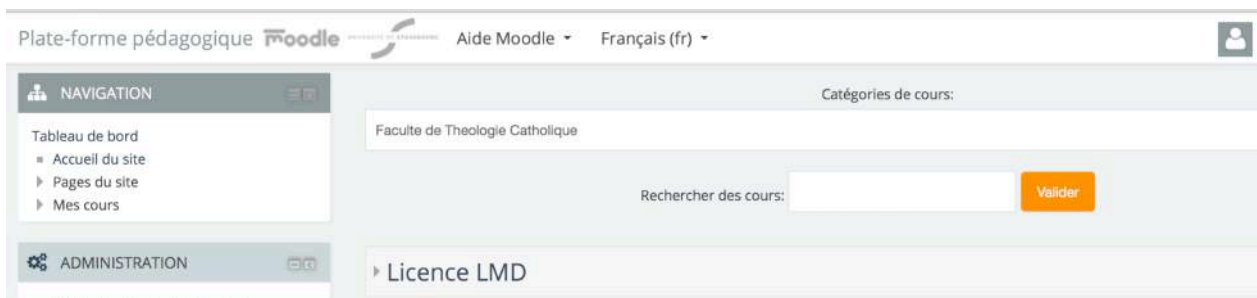 Plate-forme pédagogique moodle Aide Moodle Français (fr)
NAVIGATION
Tableau de bord
Accueil du site
Pages du site
Mes cours
ADMINISTRATION
Catégories de cours:
Faculte de Theologie Catholique
Rechercher des cours: Valider
Licence LMD